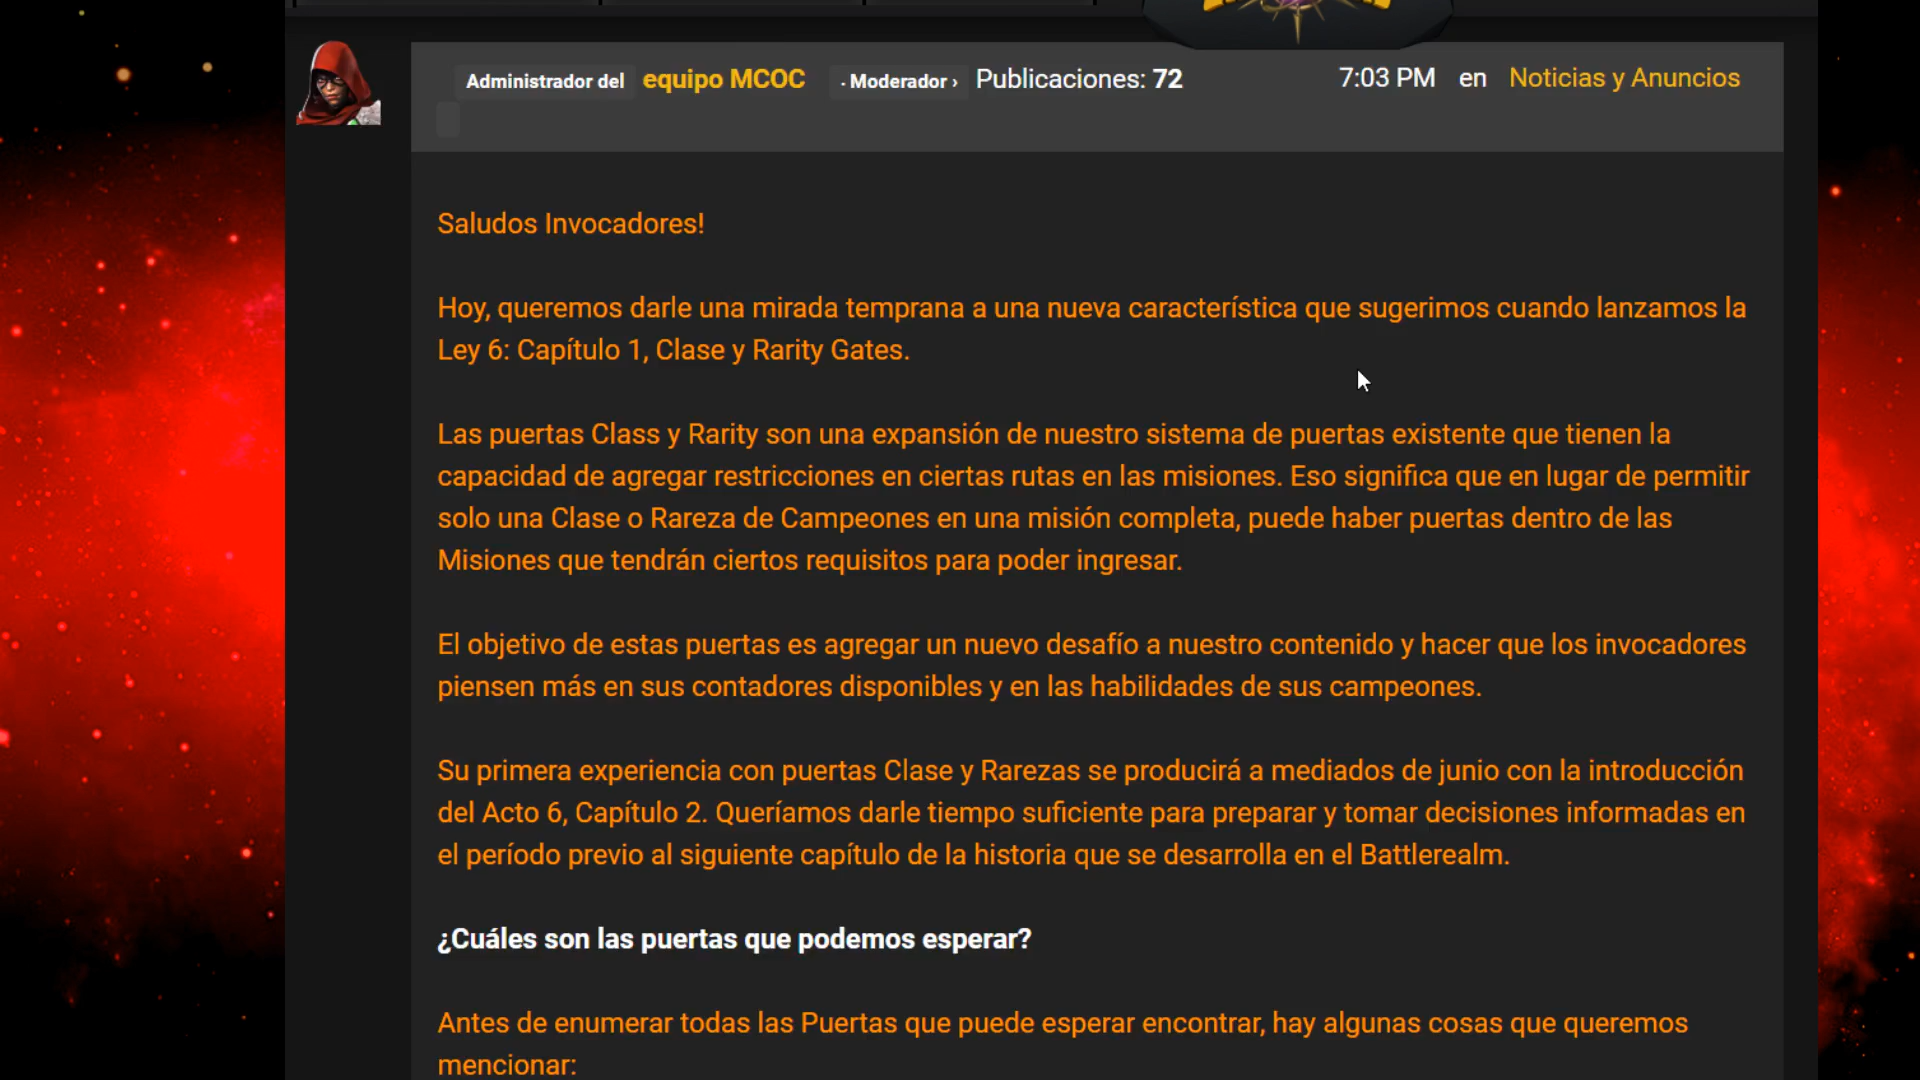 Administrador del equipo MCOC · Moderador › Publicaciones: 72 7:03 PM en Noticias y Anuncios
Saludos Invocadores!
Hoy, queremos darle una mirada temprana a una nueva característica que sugerimos cuando lanzamos la
Ley 6: Capítulo 1, Clase y Rarity Gates.
Las puertas Class y Rarity son una expansión de nuestro sistema de puertas existente que tienen la
capacidad de agregar restricciones en ciertas rutas en las misiones. Eso significa que en lugar de permitir
solo una Clase o Rareza de Campeones en una misión completa, puede haber puertas dentro de las
Misiones que tendrán ciertos requisitos para poder ingresar.
El objetivo de estas puertas es agregar un nuevo desafío a nuestro contenido y hacer que los invocadores
piensen más en sus contadores disponibles y en las habilidades de sus campeones.
Su primera experiencia con puertas Clase y Rarezas se producirá a mediados de junio con la introducción
del Acto 6, Capítulo 2. Queríamos darle tiempo suficiente para preparar y tomar decisiones informadas en
el período previo al siguiente capítulo de la historia que se desarrolla en el Battlerealm.
¿Cuáles son las puertas que podemos esperar?
Antes de enumerar todas las Puertas que puede esperar encontrar, hay algunas cosas que queremos
mencionar: